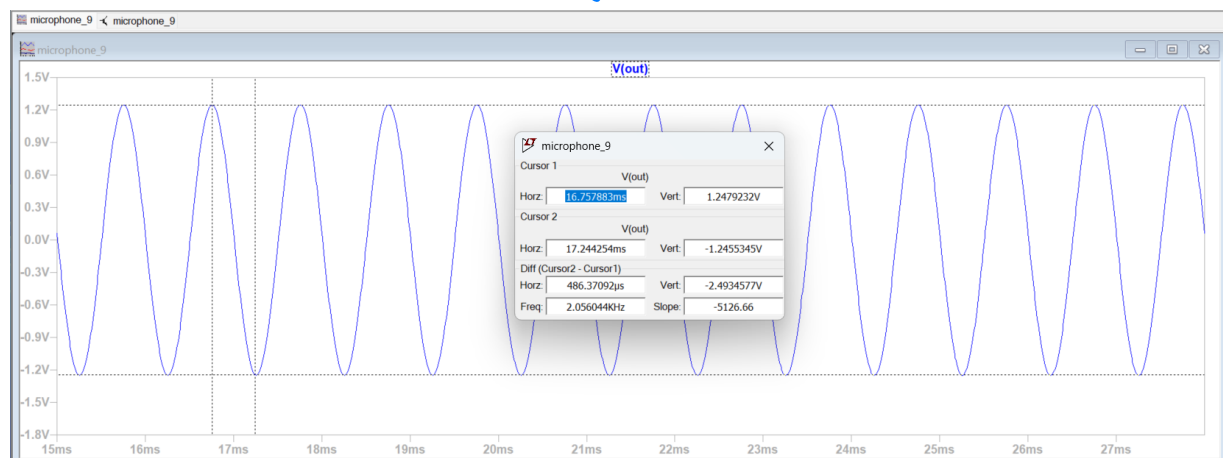 microphone_9 microphone_9
microphone_9
V(out)
1.5V
1.2V
0.9V
0.6V
0.3V
0.0V
-0.3V
-0.6V
-0.9V
-1.2V
-1.5V
-1.8V
15ms 16ms 17ms 18ms 19ms 20ms 21ms 22ms 23ms 24ms 25ms 26ms 27ms
microphone_9
Cursor 1
V(out)
Horz: 16.757883ms Vert: 1.2479232V
Cursor 2
V(out)
Horz: 17.244254ms Vert: -1.2455345V
Diff (Cursor2 - Cursor1)
Horz: 486.37092µs Vert: -2.4934577V
Freq: 2.056044KHz Slope: -5126.66